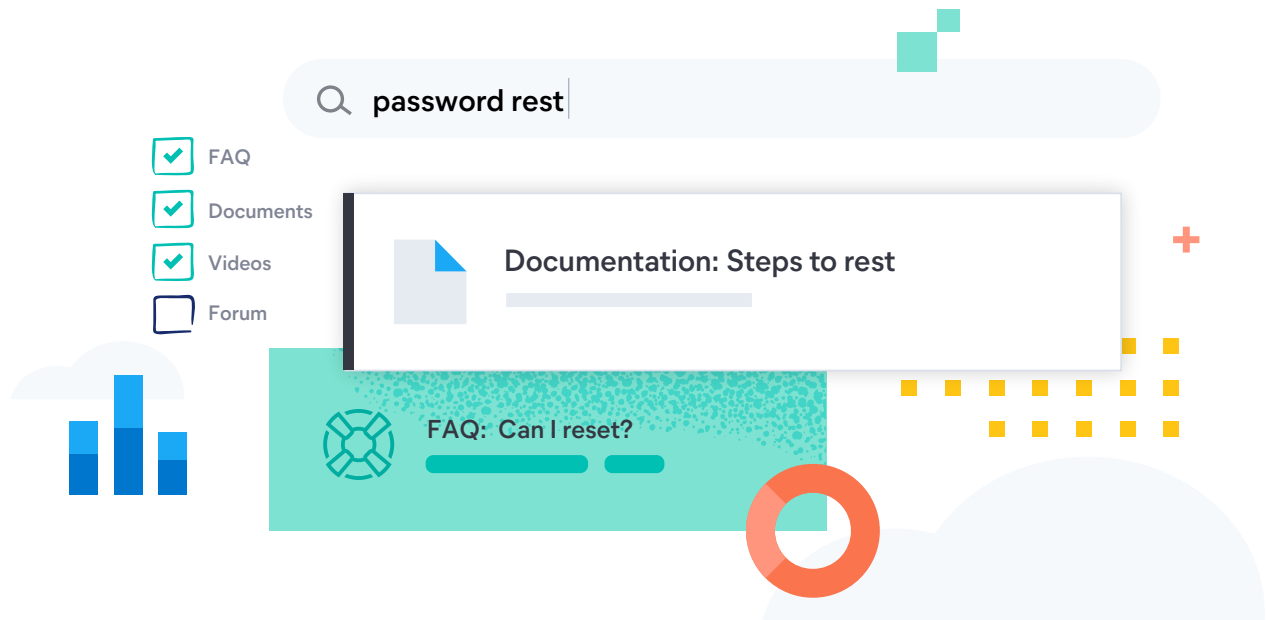 password rest
FAQ
Documents
Videos
Forum
Documentation: Steps to rest
FAQ: Can I reset?